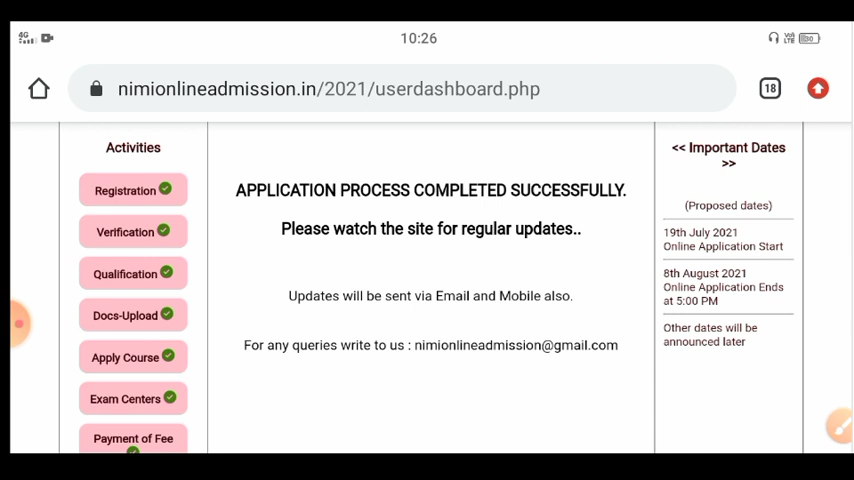 4G
10:26
VoI
LTE
30
nimionlineadmission.in/2021/userdashboard.php
18
Activities
Registration
Verification
Qualification
Docs-Upload
Apply Course
Exam Centers
Payment of Fee
APPLICATION PROCESS COMPLETED SUCCESSFULLY.
Please watch the site for regular updates..
Updates will be sent via Email and Mobile also.
For any queries write to us : nimionlineadmission@gmail.com
<< Important Dates
>>
(Proposed dates)
19th July 2021
Online Application Start
8th August 2021
Online Application Ends
at 5:00 PM
Other dates will be
announced later